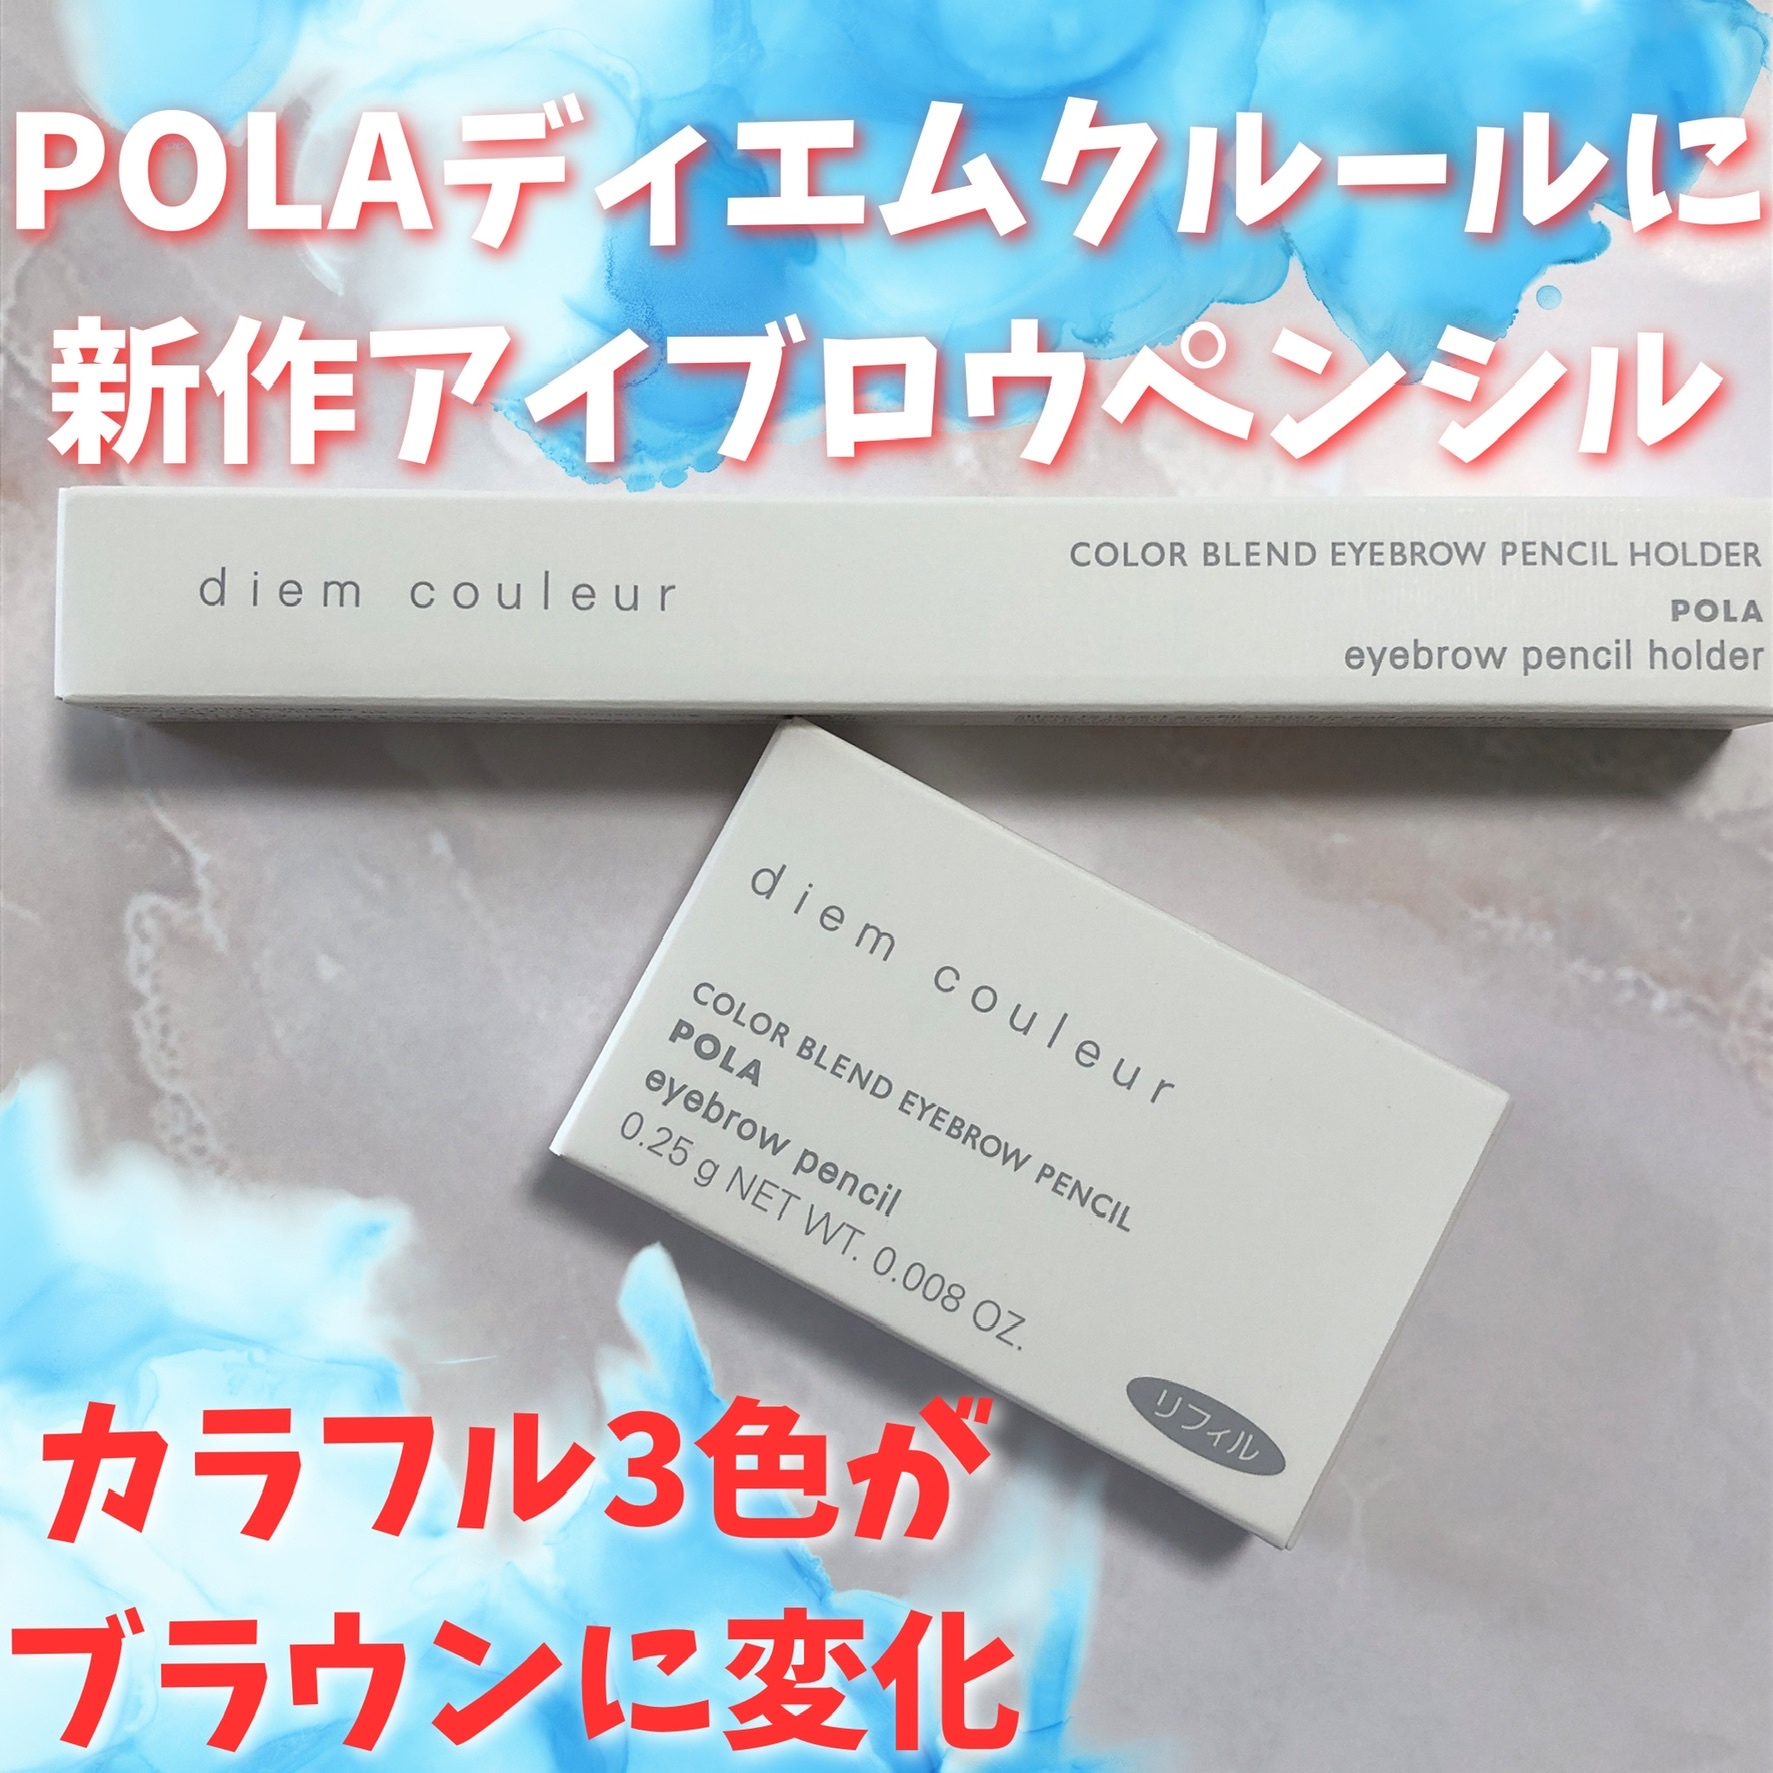 POLAディエムクルールに
新作アイブロウペンシル
diem couleur
COLOR BLEND EYEBROW PENCIL HOLDER
POLA
eyebrow pencil holder
diem couleur
COLOR BLEND EYEBROW PENCIL
POLA
eyebrow pencil
0.25 g NET WT. 0.008 OZ.
リフィル
カラフル3色が
ブラウンに変化